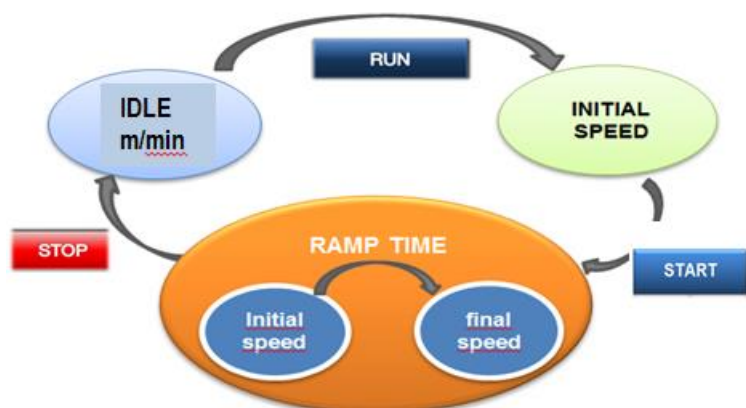 RUN
IDLE
m/min
INITIAL
SPEED
STOP
RAMP TIME
START
Initial
speed
final
speed